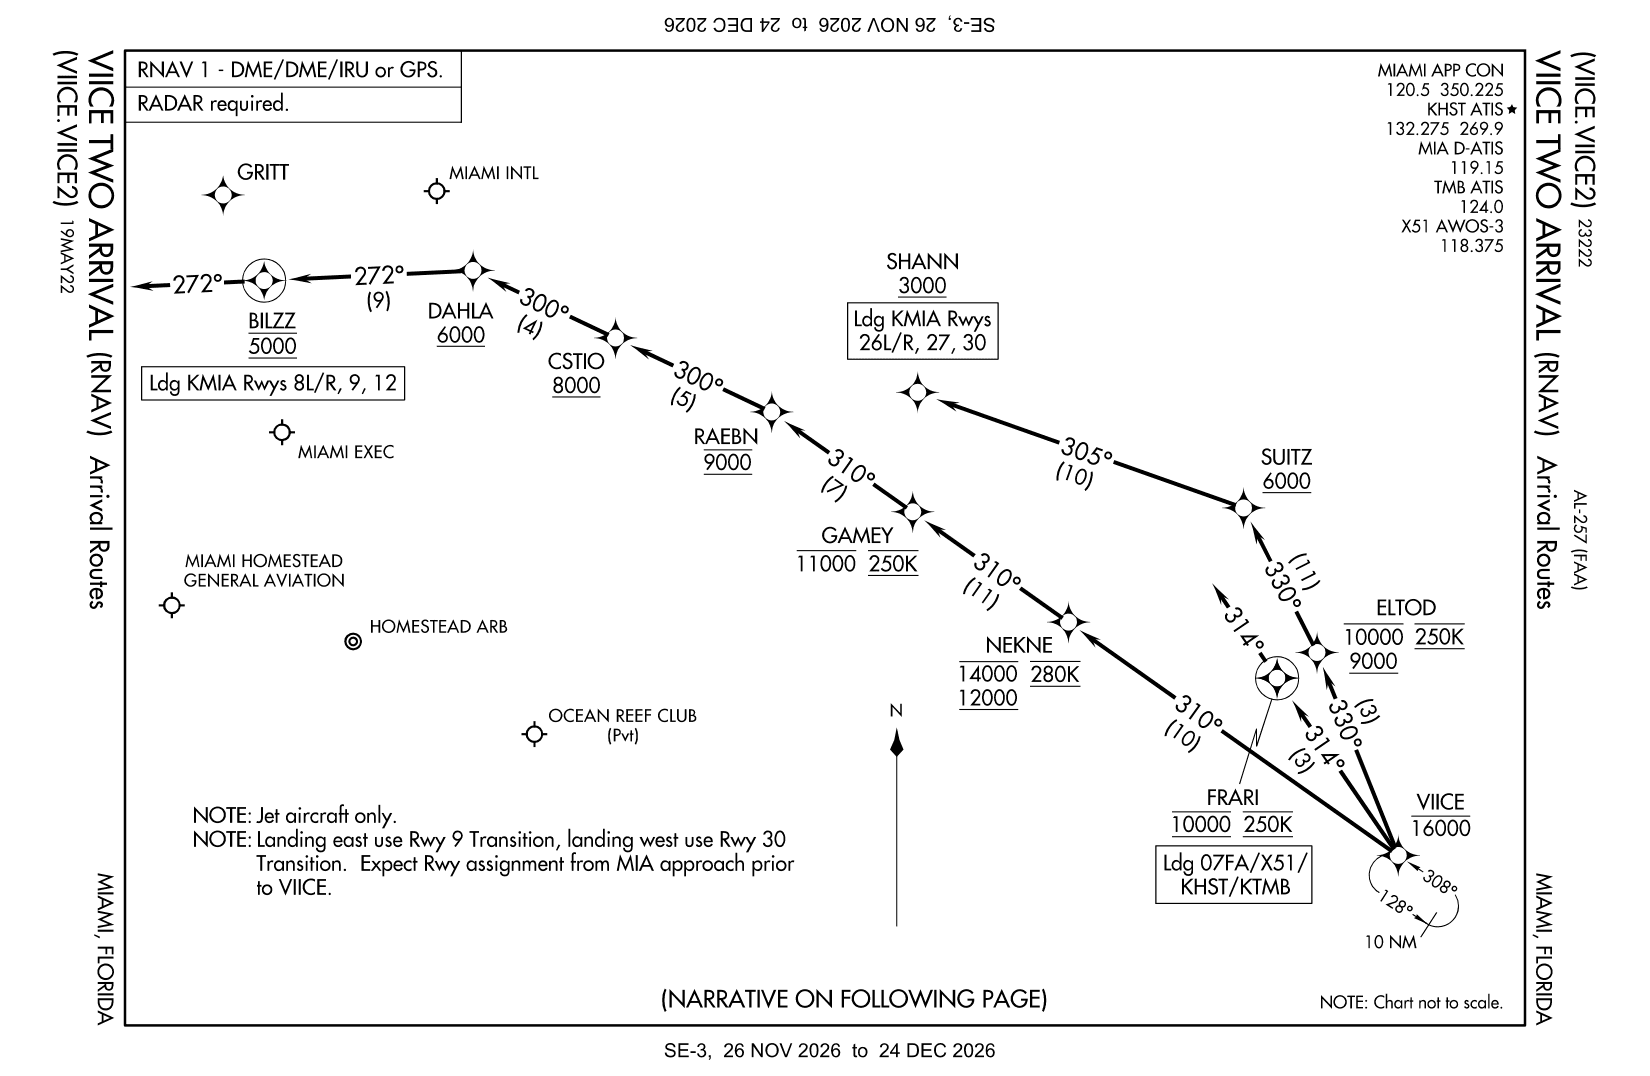 SE-3, 26 NOV 2026 to 24 DEC 2026
(VIICE.VIICE2) 19MAY22
VIICE TWO ARRIVAL (RNAV) Arrival Routes
MIAMI, FLORIDA
RNAV 1 - DME/DME/IRU or GPS.
RADAR required.
MIAMI APP CON
120.5 350.225
KHST ATIS
132.275 269.9
MIA D-ATIS
119.15
TMB ATIS
124.0
X51 AWOS-3
118.375
GRITT
MIAMI INTL
272°
BILZZ
5000
Ldg KMIA Rwys 8L/R, 9, 12
272°
(9)
DAHLA
6000
300°
(4)
CSTIO
8000
300°
(5)
RAEBN
9000
310°
(7)
GAMEY
11000 250K
310°
(11)
NEKNE
14000 280K
12000
310°
(10)
SHANN
3000
Ldg KMIA Rwys
26L/R, 27, 30
305°
(10)
SUITZ
6000
330°
(11)
ELTOD
10000 250K
9000
330°
(3)
314°
314°
(3)
FRARI
10000 250K
Ldg 07FA/X51/
KHST/KTMB
VIICE
16000
308°
128°
10 NM
MIAMI EXEC
MIAMI HOMESTEAD
GENERAL AVIATION
HOMESTEAD ARB
OCEAN REEF CLUB
(Pvt)
N
NOTE: Jet aircraft only.
NOTE: Landing east use Rwy 9 Transition, landing west use Rwy 30
Transition. Expect Rwy assignment from MIA approach prior
to VIICE.
(NARRATIVE ON FOLLOWING PAGE)
NOTE: Chart not to scale.
VIICE TWO ARRIVAL (RNAV) Arrival Routes
MIAMI, FLORIDA
(VIICE.VIICE2) 23222
AL-257 (FAA)
SE-3, 26 NOV 2026 to 24 DEC 2026